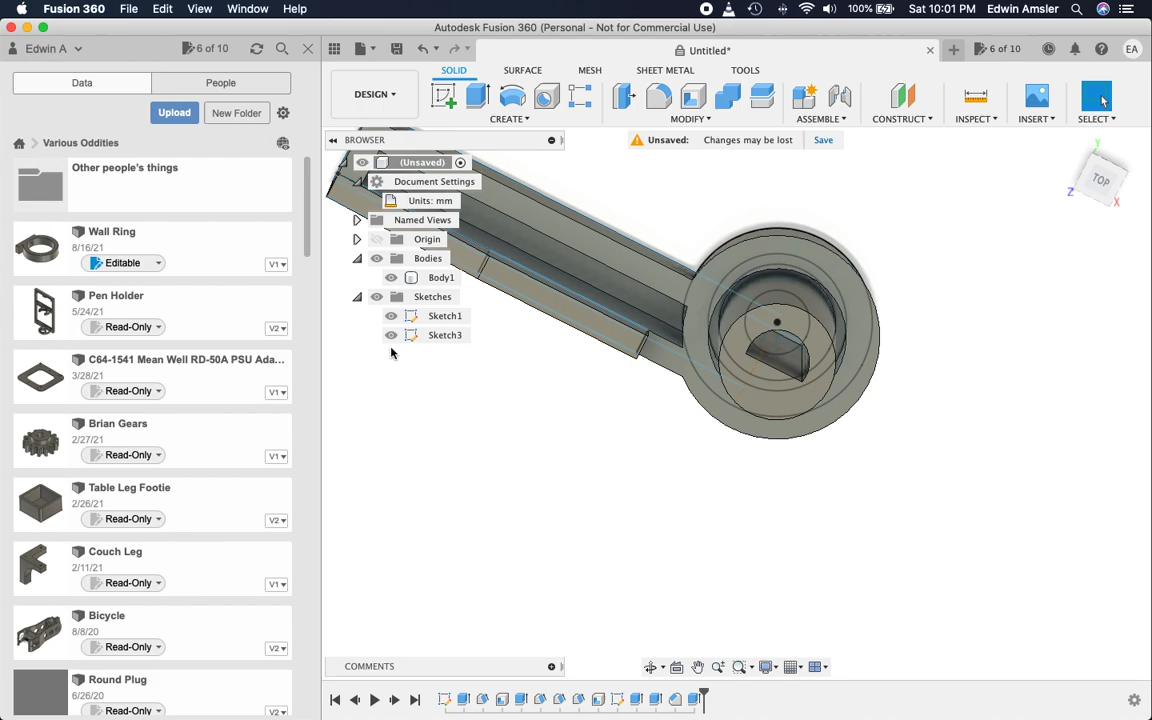 Fusion 360 File Edit View Window Help 100% Sat 10:01 PM Edwin Amsler
Autodesk Fusion 360 (Personal - Not for Commercial Use)
Edwin A 6 of 10 Untitled* 6 of 10 EA
Data People
Upload New Folder
Various Oddities
Other people's things
Wall Ring
8/16/21
Editable V1
Pen Holder
5/24/21
Read-Only V2
C64-1541 Mean Well RD-50A PSU Ada...
3/28/21
Read-Only V1
Brian Gears
2/27/21
Read-Only V1
Table Leg Footie
2/26/21
Read-Only V2
Couch Leg
2/11/21
Read-Only V1
Bicycle
8/8/20
Read-Only V2
Round Plug
6/26/20
Read-Only V2
SOLID SURFACE MESH SHEET METAL TOOLS
DESIGN
CREATE MODIFY ASSEMBLE CONSTRUCT INSPECT INSERT SELECT
BROWSER
Unsaved: Changes may be lost Save
(Unsaved)
Document Settings
Units: mm
Named Views
Origin
Bodies
Body1
Sketches
Sketch1
Sketch3
Y
TOP
Z
X
COMMENTS